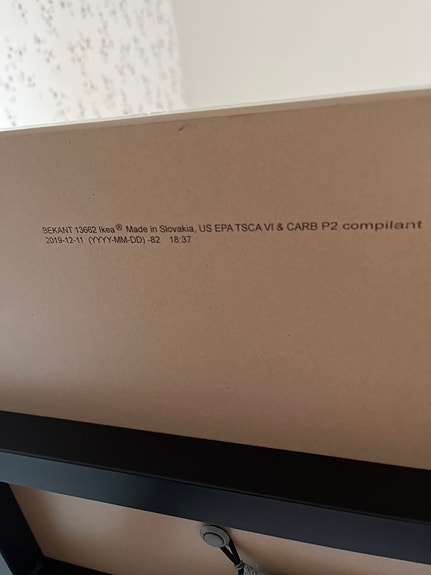 BEKANT 13662 Ikea® Made in Slovakia, US EPA TSCA VI & CARB P2 compilant
2019-12-11 (YYYY-MM-DD) -82 18:37